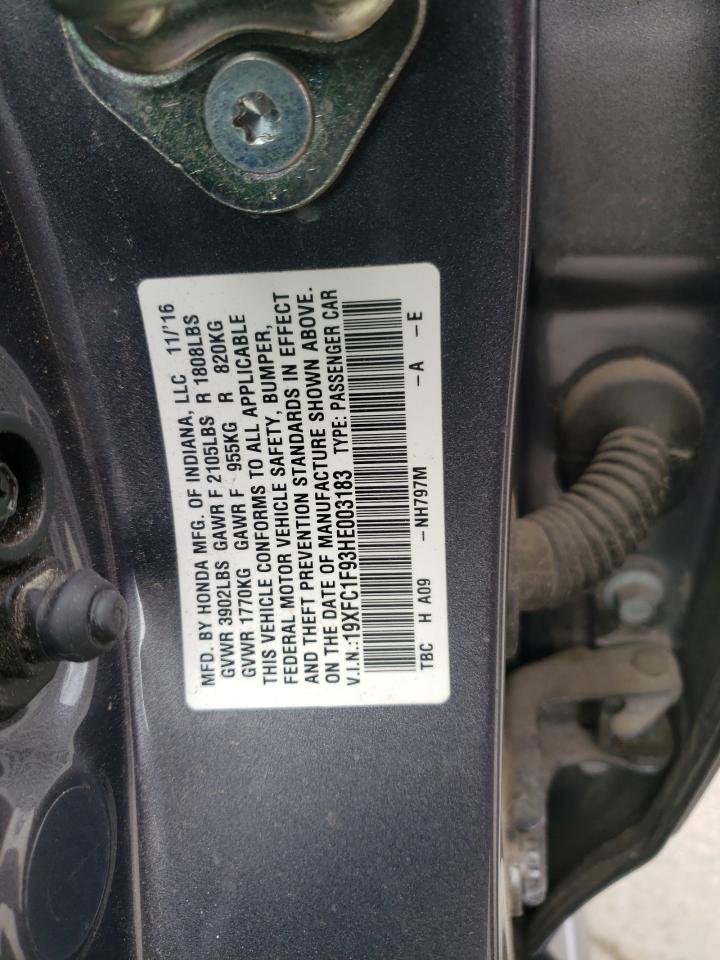 MFD. BY HONDA MFG. OF INDIANA, LLC 11/'16
GVWR 3902LBS GAWR F 2105LBS R 1808LBS
GVWR 1770KG GAWR F 955KG R 820KG
THIS VEHICLE CONFORMS TO ALL APPLICABLE
FEDERAL MOTOR VEHICLE SAFETY, BUMPER,
AND THEFT PREVENTION STANDARDS IN EFFECT
ON THE DATE OF MANUFACTURE SHOWN ABOVE.
V.I.N.:19XFC1F93HE003183 TYPE: PASSENGER CAR
TBC H A09 -NH797M -A -E